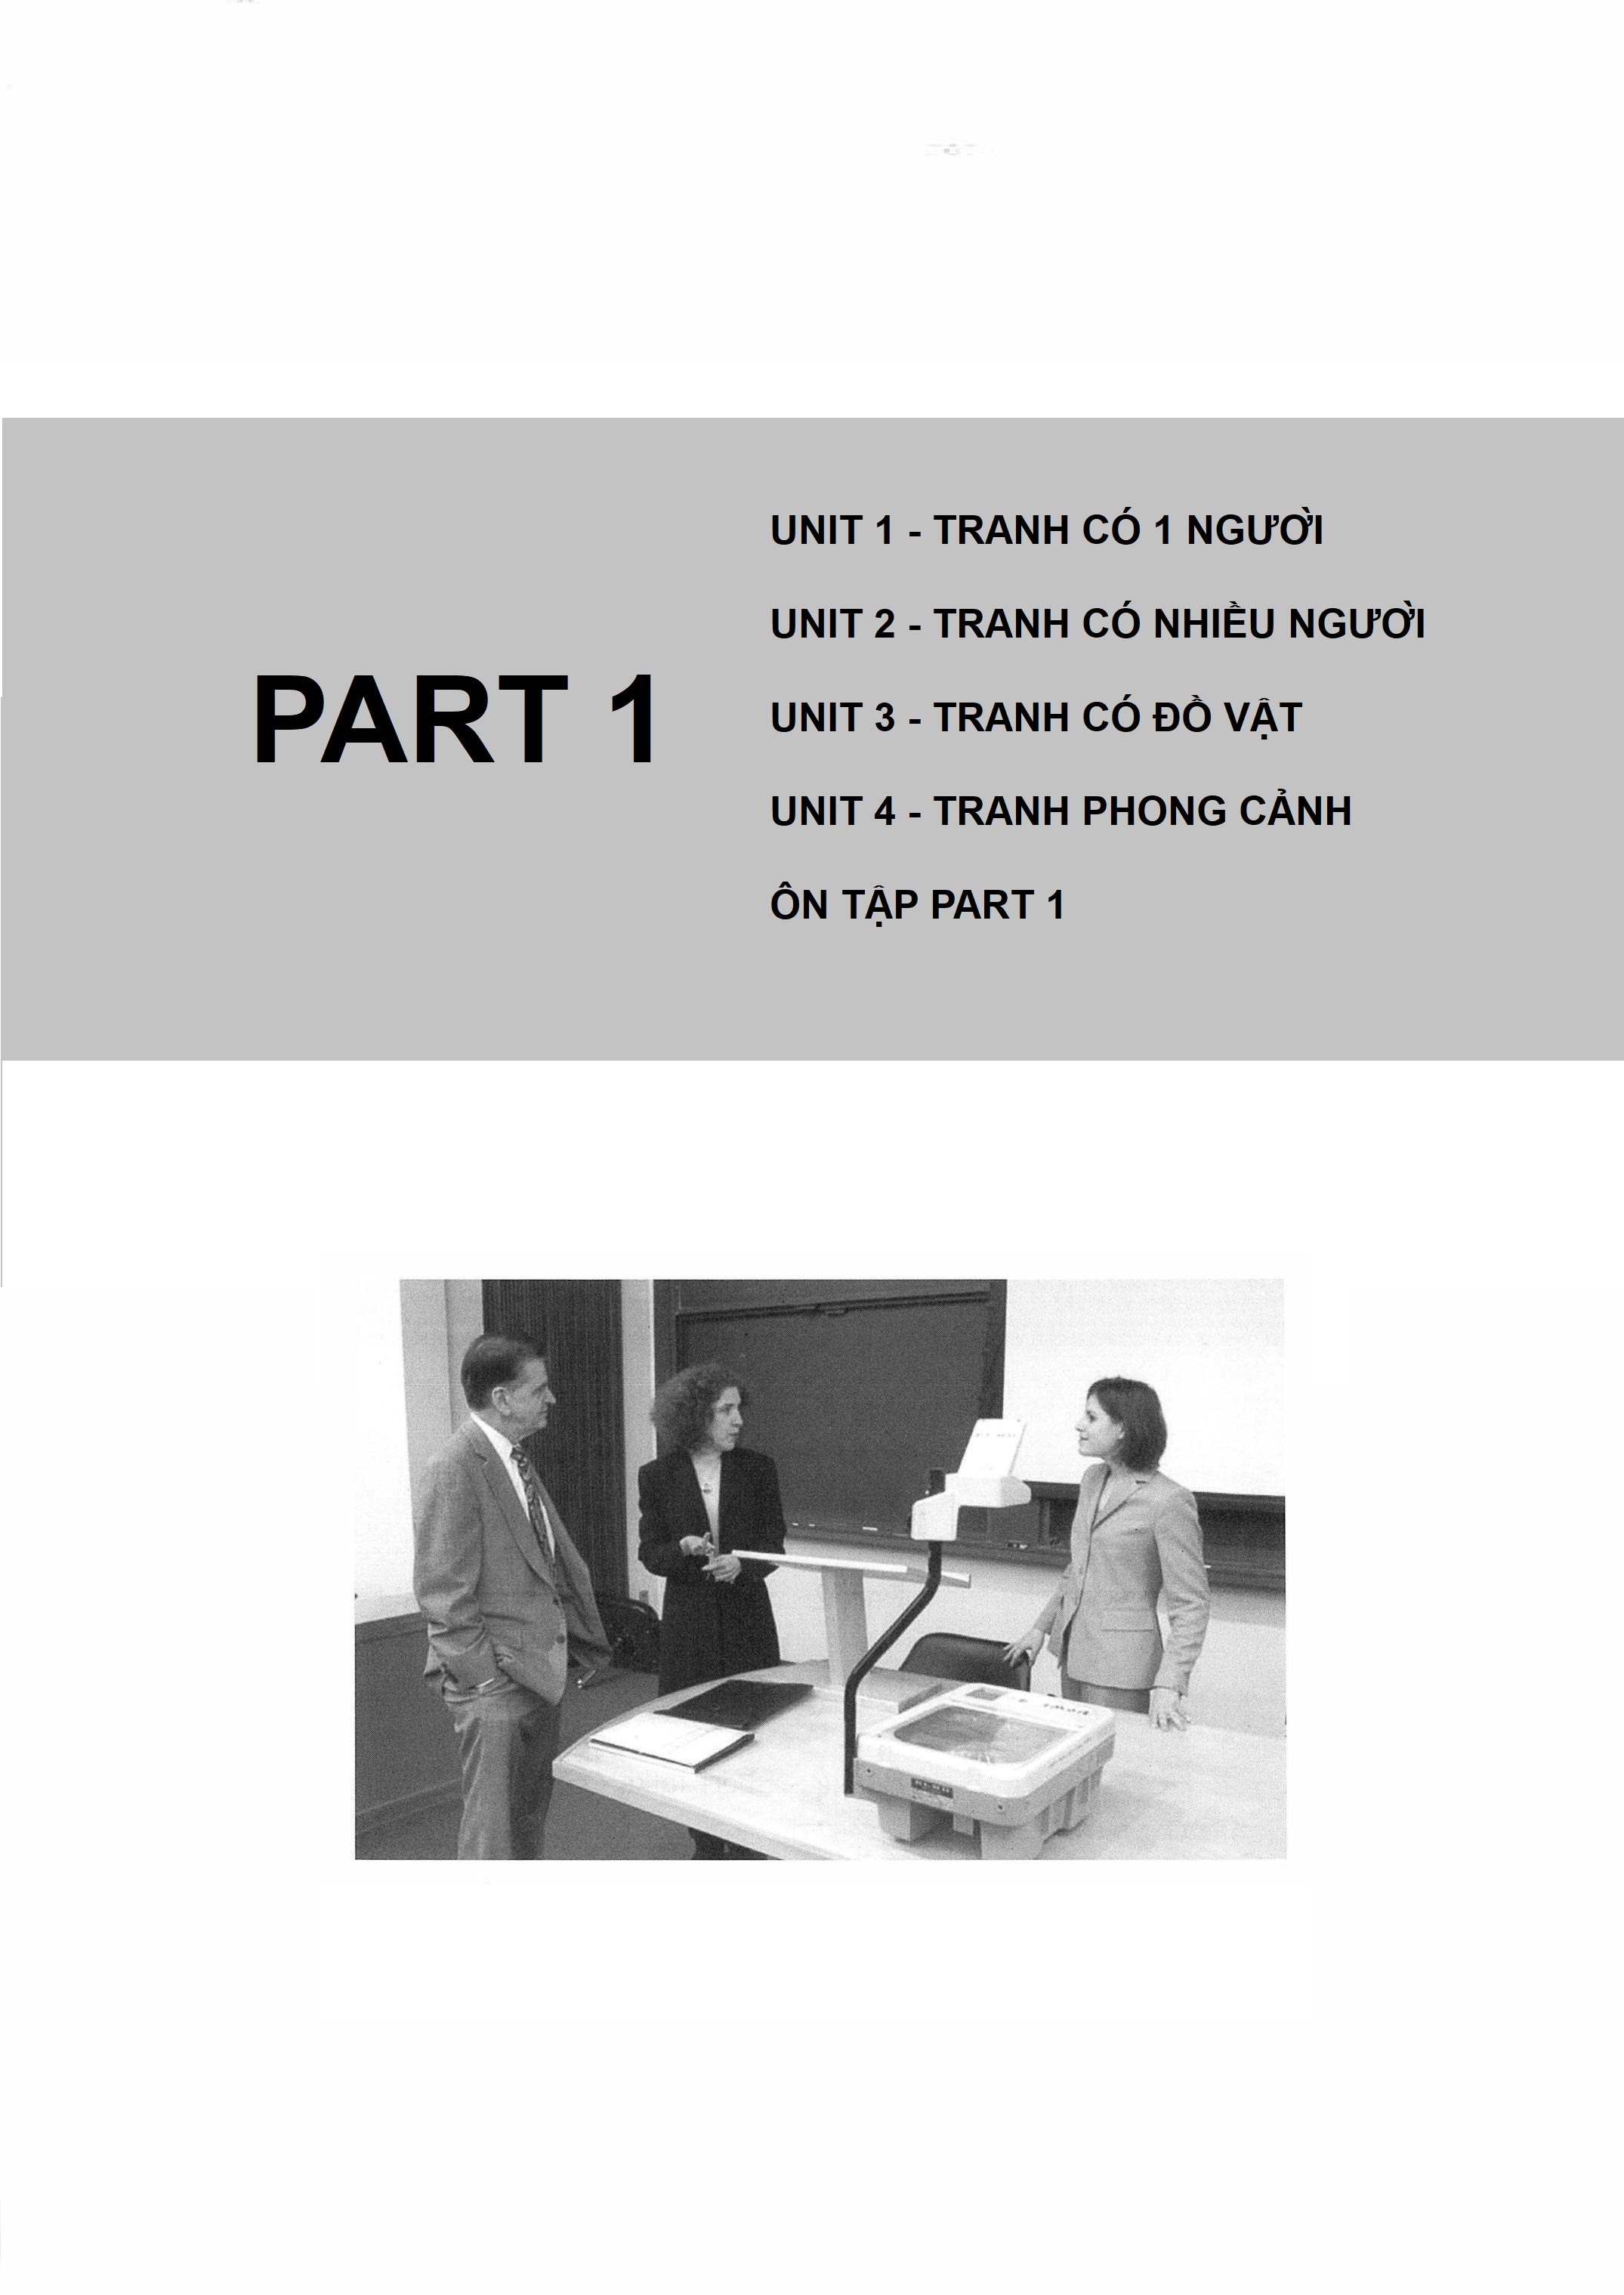 PART 1
UNIT 1 - TRANH CÓ 1 NGƯỜI
UNIT 2 - TRANH CÓ NHIỀU NGƯỜI
UNIT 3 - TRANH CÓ ĐỒ VẬT
UNIT 4 - TRANH PHONG CẢNH
ÔN TẬP PART 1